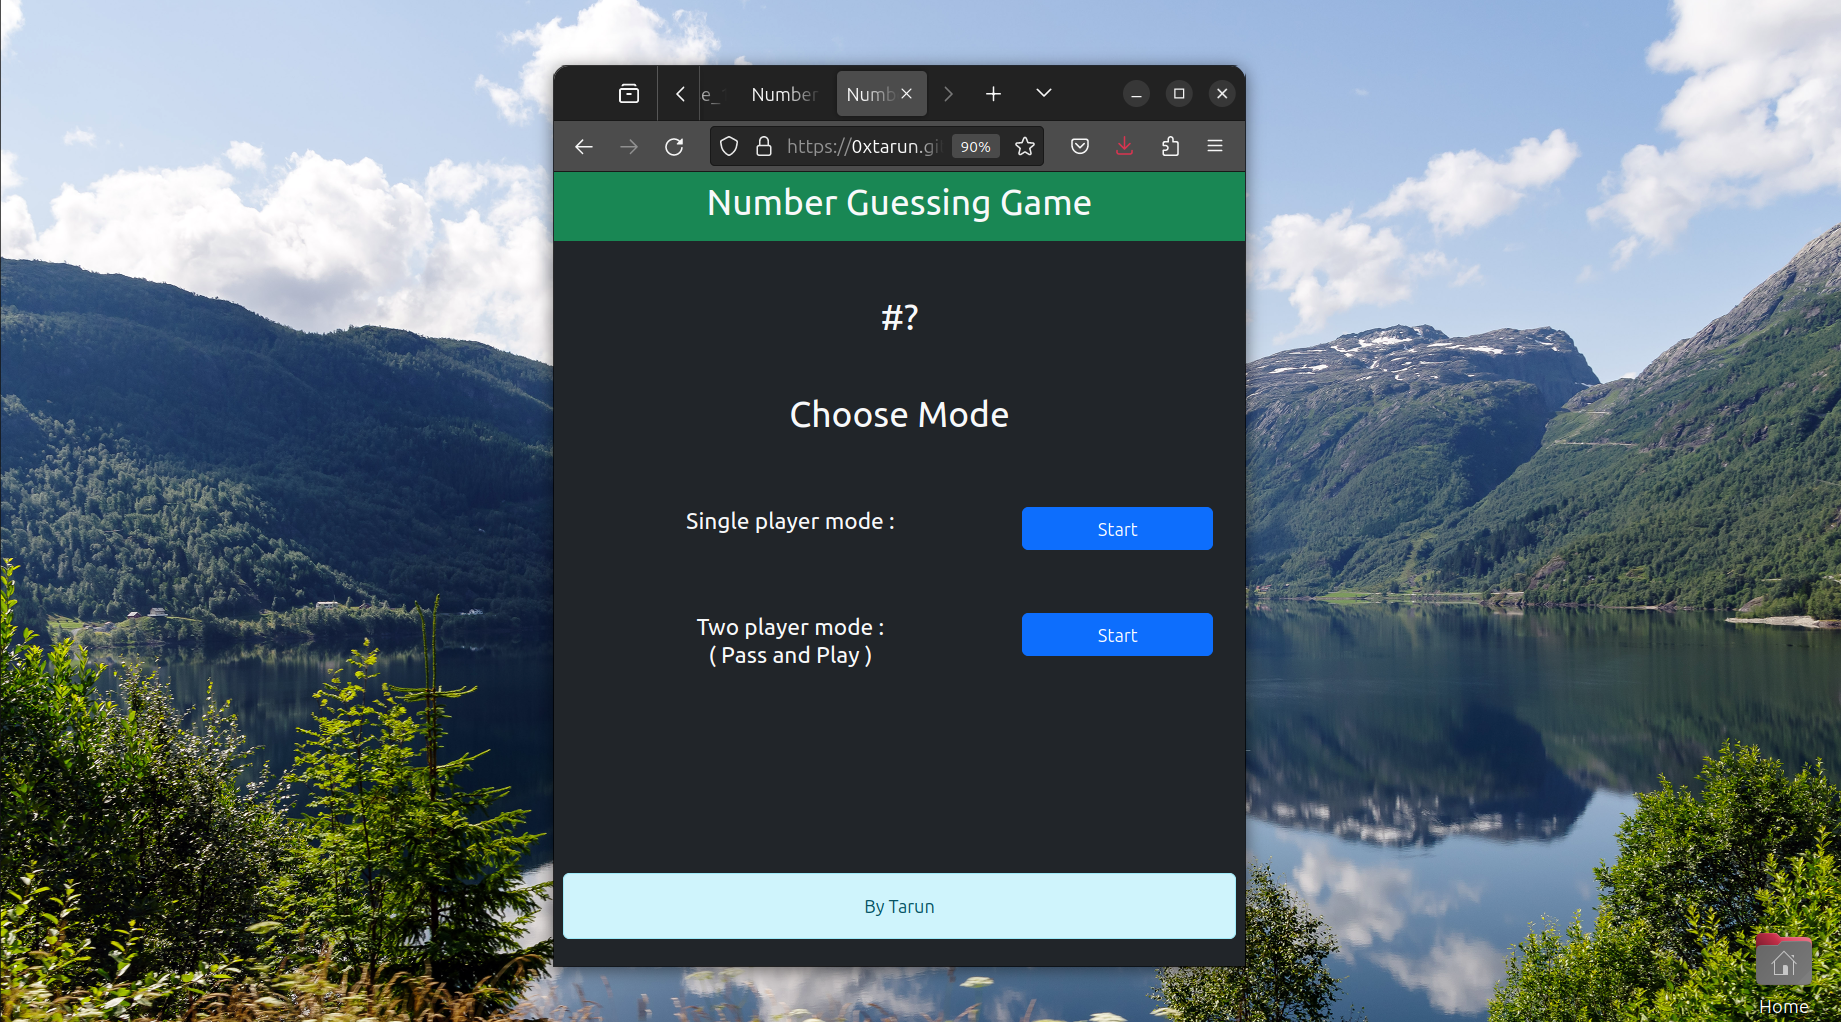 Number
Numb
https://0xtarun.gi
90%
Number Guessing Game
#?
Choose Mode
Single player mode :
Start
Two player mode :
( Pass and Play )
Start
By Tarun
Home